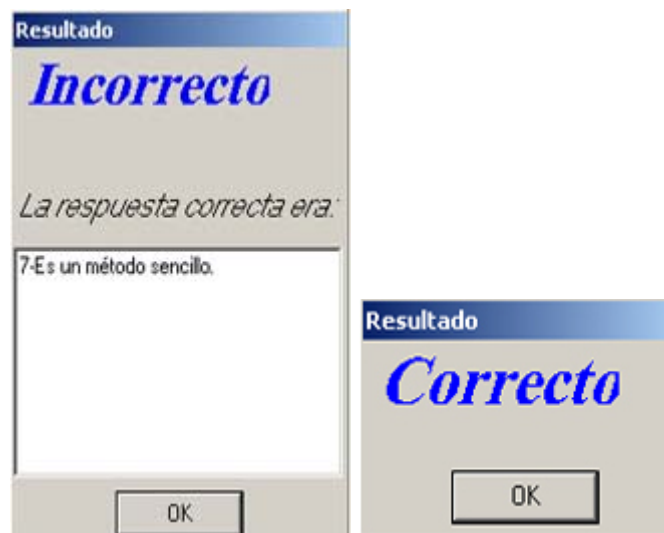 Resultado
Incorrecto
La respuesta correcta era:
7-Es un método sencillo.
OK
Resultado
Correcto
OK